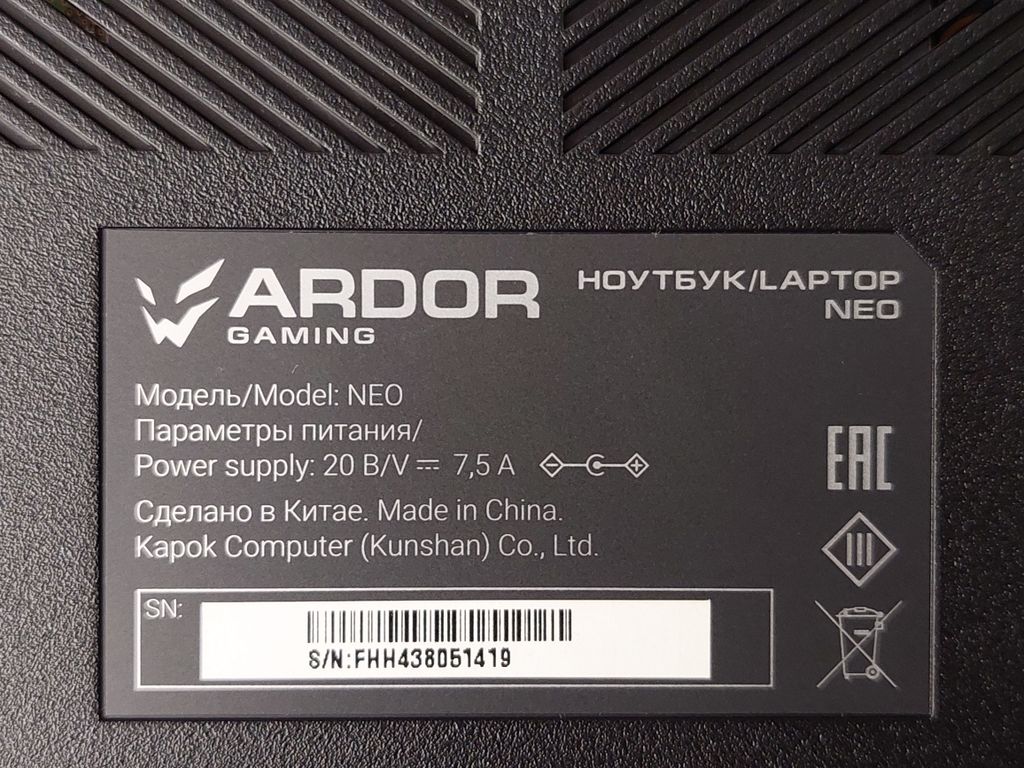 ARDOR
GAMING
НОУТБУК/LAPTOP
NEO
Модель/Model: NEO
Параметры питания/
Power supply: 20 В/V ⎓ 7,5 A
Сделано в Китае. Made in China.
Kapok Computer (Kunshan) Co., Ltd.
EAC
III
SN:
S/N:FHH438051419